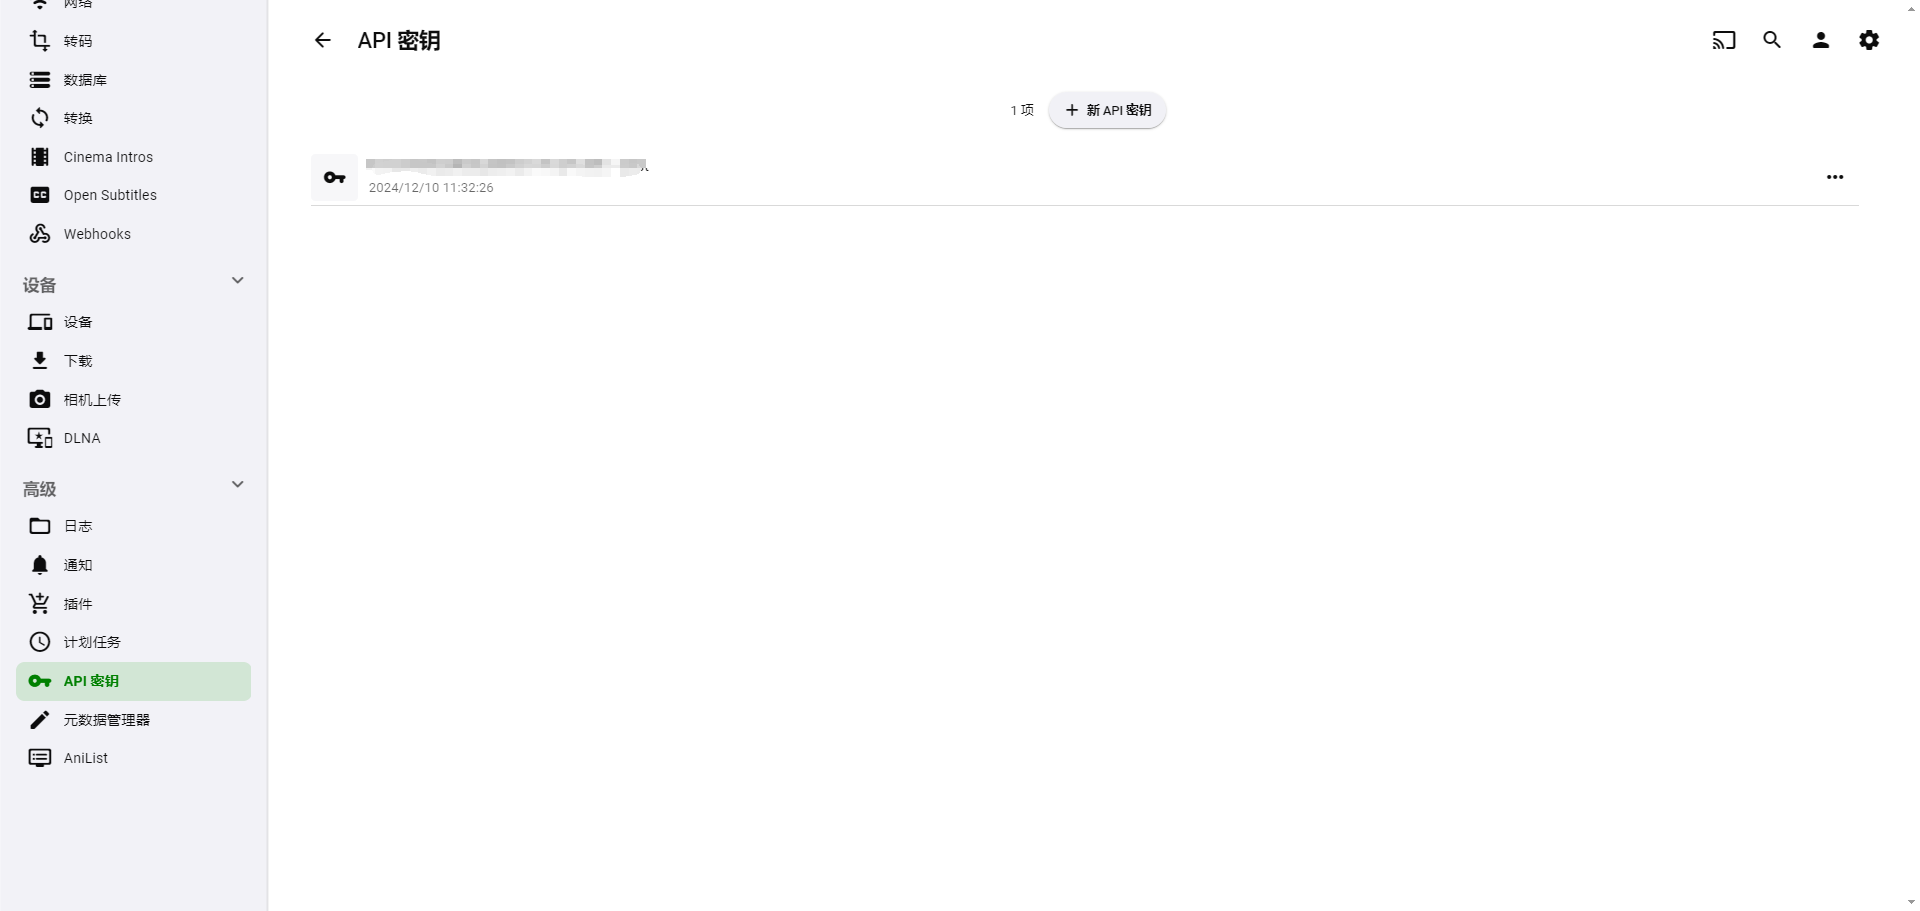 网络
转码
数据库
转换
Cinema Intros
CC
Open Subtitles
Webhooks
设备
设备
下载
相机上传
DLNA
高级
日志
通知
插件
计划任务
API 密钥
元数据管理器
AniList
API 密钥
1 项
新 API 密钥
2024/12/10 11:32:26